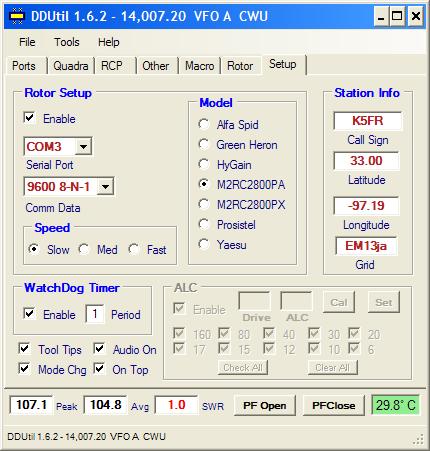 DDUtil 1.6.2 - 14,007.20 VFO A CWU
File Tools Help
Ports Quadra RCP Other Macro Rotor Setup
Rotor Setup
Enable
COM3
Serial Port
9600 8-N-1
Comm Data
Speed
Slow Med Fast
Model
Alfa Spid
Green Heron
HyGain
M2RC2800PA
M2RC2800PX
Prosistel
Yaesu
Station Info
K5FR
Call Sign
33.00
Latitude
-97.19
Longitude
EM13ja
Grid
WatchDog Timer
Enable 1 Period
Tool Tips Audio On
Mode Chg On Top
ALC
Enable Drive ALC Cal Set
160 80 40 30 20
17 15 12 10 6
Check All Clear All
107.1 Peak 104.8 Avg 1.0 SWR PF Open PFClose 29.8° C
DDUtil 1.6.2 - 14,007.20 VFO A CWU